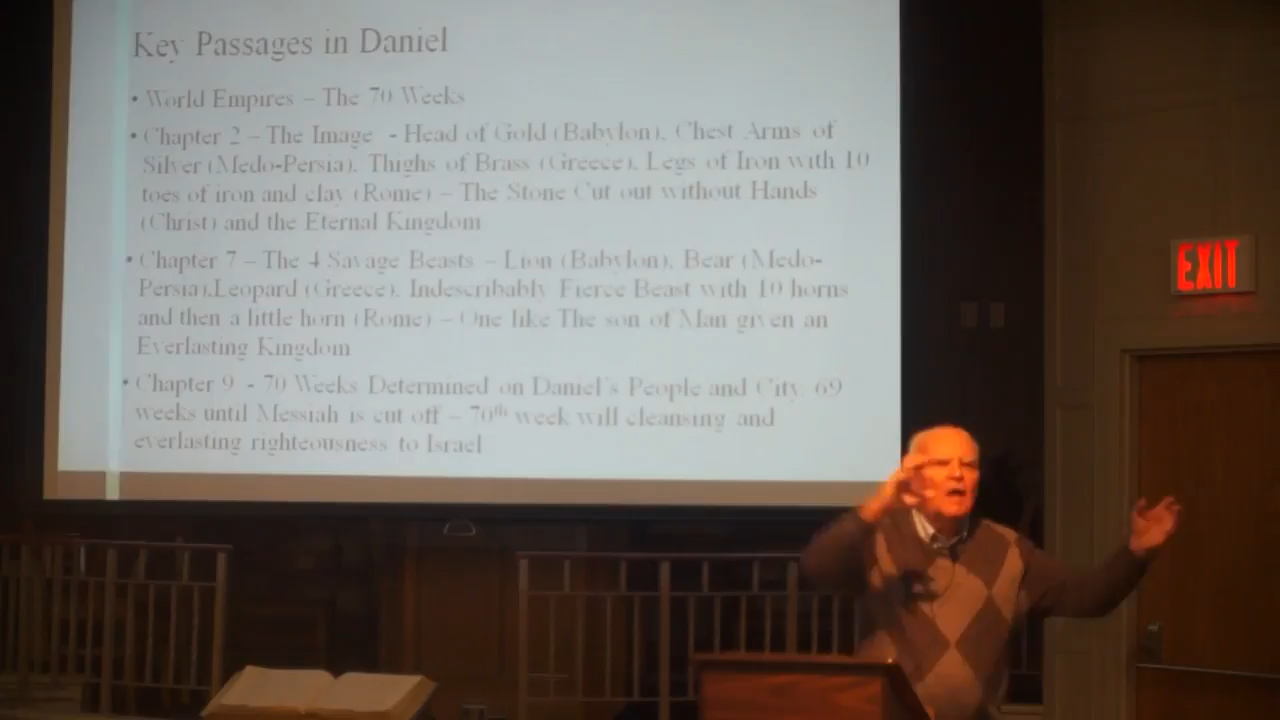 Key Passages in Daniel
• World Empires – The 70 Weeks
• Chapter 2 – The Image - Head of Gold (Babylon), Chest Arms of
Silver (Medo-Persia), Thighs of Brass (Greece), Legs of Iron with 10
toes of iron and clay (Rome) – The Stone Cut out without Hands
(Christ) and the Eternal Kingdom
• Chapter 7 – The 4 Savage Beasts – Lion (Babylon), Bear (Medo-
Persia),Leopard (Greece), Indescribably Fierce Beast with 10 horns
and then a little horn (Rome) – One like The son of Man given an
Everlasting Kingdom
• Chapter 9 - 70 Weeks Determined on Daniel's People and City, 69
weeks until Messiah is cut off – 70th week will cleansing and
everlasting righteousness to Israel
EXIT